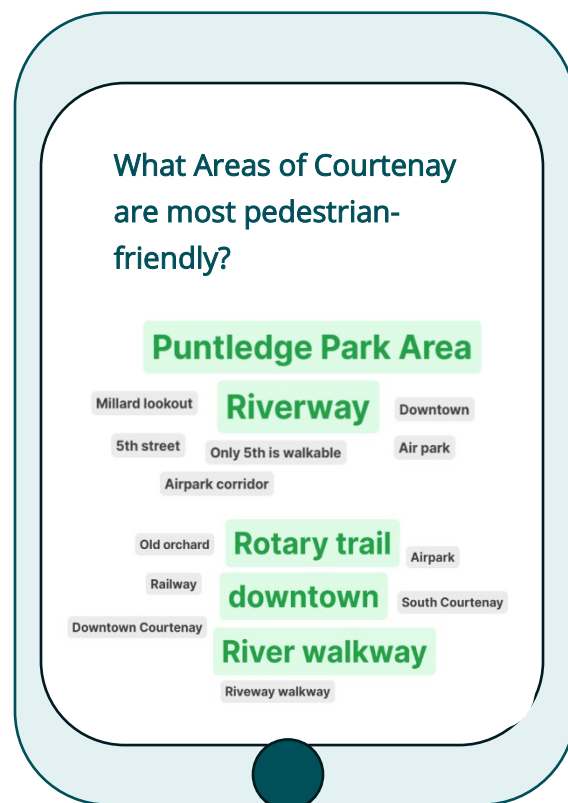 What Areas of Courtenay
are most pedestrian-
friendly?
Puntledge Park Area
Millard lookout
Riverway
Downtown
5th street
Only 5th is walkable
Air park
Airpark corridor
Old orchard
Rotary trail
Airpark
Railway
downtown
South Courtenay
Downtown Courtenay
River walkway
Riveway walkway